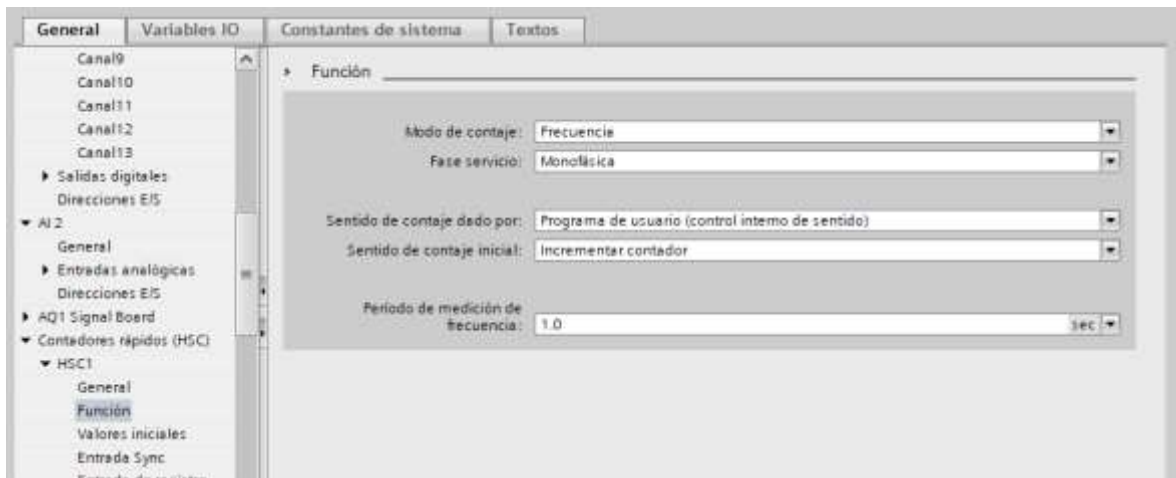 General
Variables IO
Constantes de sistema
Textos
Canal9
Canal10
Canal11
Canal12
Canal13
Salidas digitales
Direcciones E/S
AI 2
General
Entradas analógicas
Direcciones E/S
AQ1 Signal Board
Contadores rápidos (HSC)
HSC1
General
Función
Valores iniciales
Entrada Sync
Función
Modo de contaje: Frecuencia
Fase servicio: Monofásica
Sentido de contaje dado por: Programa de usuario (control interno de sentido)
Sentido de contaje inicial: Incrementar contador
Período de medición de
frecuencia: 1.0 sec